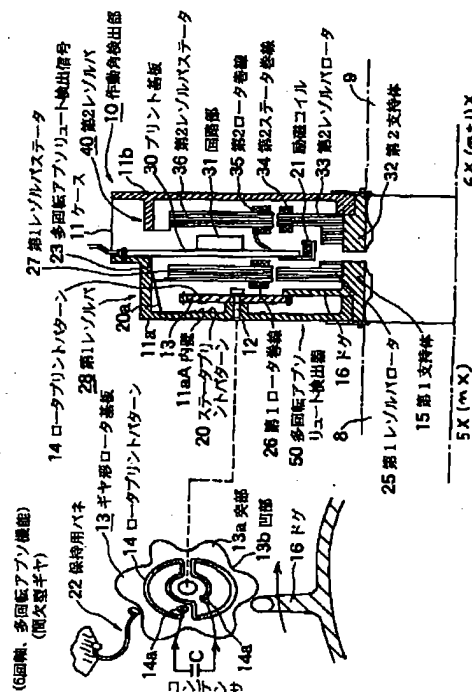 (6回軸、多回転アブソ機能)
(間欠型ギヤ)
22 保持用バネ
13 ギヤ形ロータ基板
14 ロータプリントパターン
14a
14a
C
コンデンサ
13a 突部
13b 凹部
16 ドグ
27 第1レゾルバステータ
23 多回転アブソリュート検出信号
11 ケース
10 作動角検出部
40 第2レゾルバ
14 ロータプリントパターン
28 第1レゾルバ
20a
11a
11b
13
11aA 内壁
20 ステータプリ
ントパターン
12
30 プリント基板
36 第2レゾルバステータ
31 回路部
35 第2ロータ巻線
34 第2ステータ巻線
21 励磁コイル
33 第2レゾルバロータ
26 第1ロータ巻線
50 多回転アブソ
リュート検出器
16 ドグ
8
9
32 第2支持体
15 第1支持体
25 第1レゾルバロータ
5X (mx)